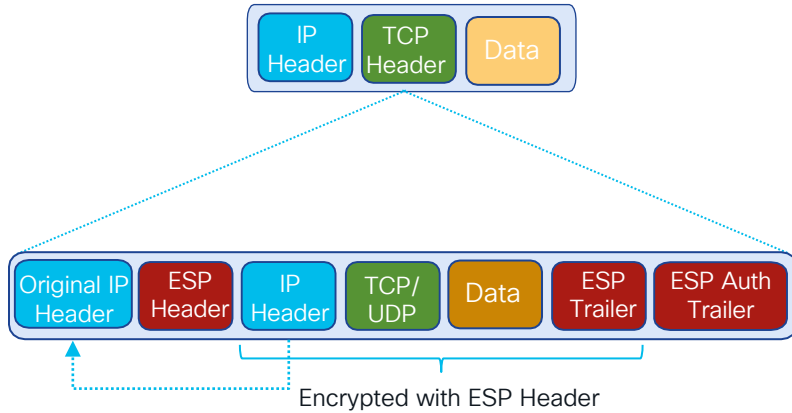 IP
Header
TCP
Header
Data
Original IP
Header
ESP
Header
IP
Header
TCP/
UDP
Data
ESP
Trailer
ESP Auth
Trailer
Encrypted with ESP Header